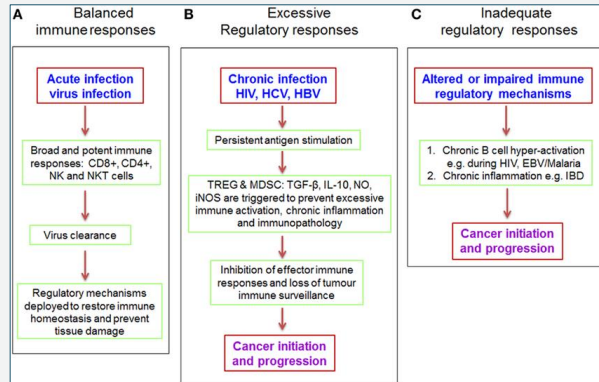 A
Balanced
immune responses
Acute infection
virus infection
Broad and potent immune
responses: CD8+, CD4+,
NK and NKT cells
Virus clearance
Regulatory mechanisms
deployed to restore immune
homeostasis and prevent
tissue damage
B
Excessive
Regulatory responses
Chronic infection
HIV, HCV, HBV
Persistent antigen stimulation
TREG & MDSC: TGF-β, IL-10, NO,
iNOS are triggered to prevent excessive
immune activation, chronic inflammation
and immunopathology
Inhibition of effector immune
responses and loss of tumour
immune surveillance
Cancer initiation
and progression
C
Inadequate
regulatory responses
Altered or impaired immune
regulatory mechanisms
1. Chronic B cell hyper-activation
e.g. during HIV, EBV/Malaria
2. Chronic inflammation e.g. IBD
Cancer initiation
and progression